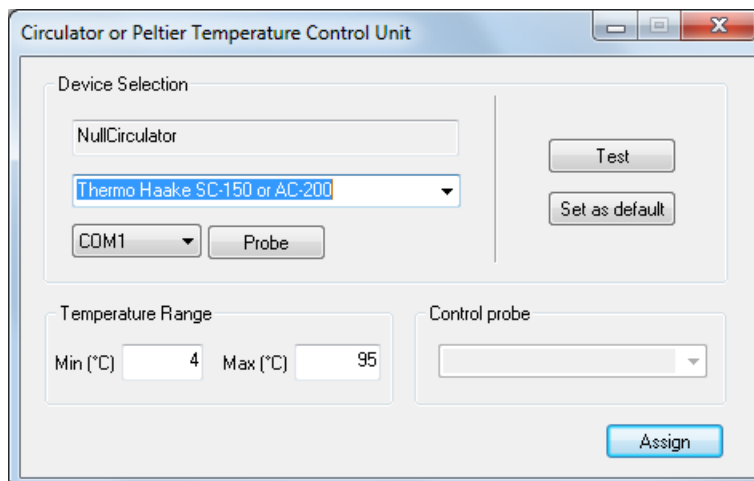 Circulator or Peltier Temperature Control Unit
Device Selection
NullCirculator
Thermo Haake SC-150 or AC-200
COM1
Probe
Test
Set as default
Temperature Range
Min (°C) 4 Max (°C) 95
Control probe
Assign